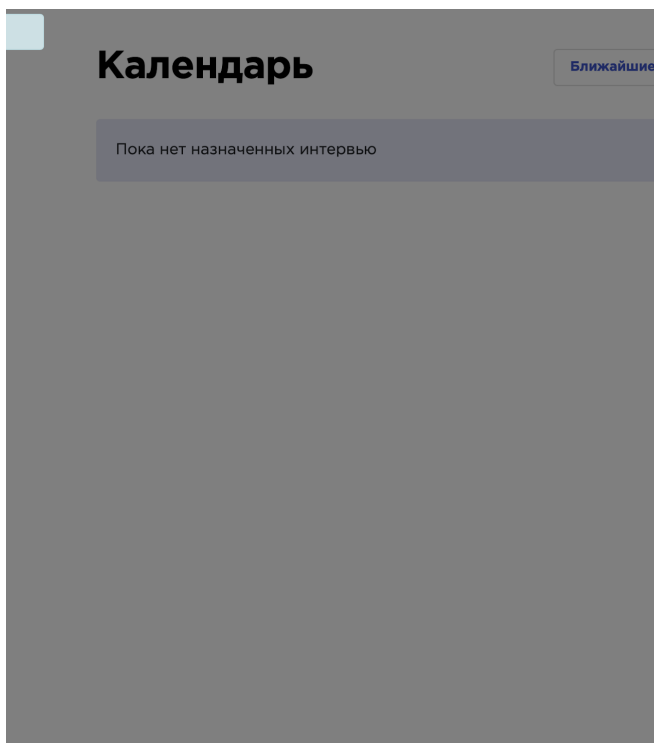 Календарь
Ближайшие
Пока нет назначенных интервью